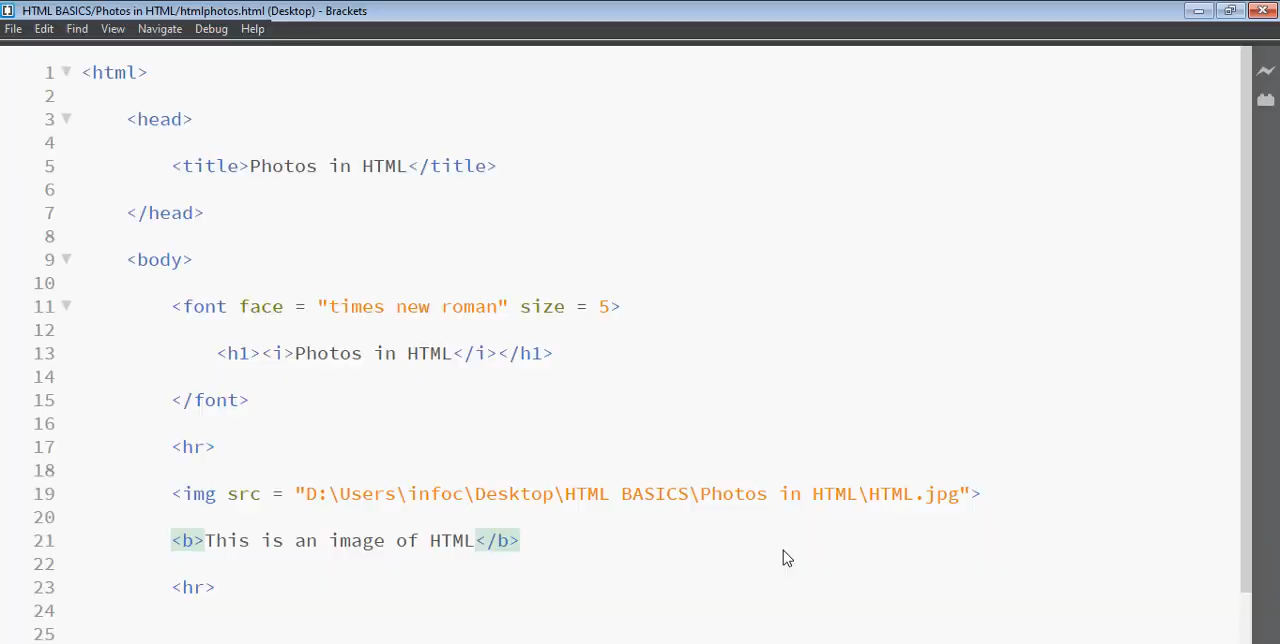 HTML BASICS/Photos in HTML/htmlphotos.html (Desktop) - Brackets
File Edit Find View Navigate Debug Help
1 <html>
2
3 <head>
4
5 <title>Photos in HTML</title>
6
7 </head>
8
9 <body>
10
11 <font face = "times new roman" size = 5>
12
13 <h1><i>Photos in HTML</i></h1>
14
15 </font>
16
17 <hr>
18
19 <img src = "D:\Users\infoc\Desktop\HTML BASICS\Photos in HTML\HTML.jpg">
20
21 <b>This is an image of HTML</b>
22
23 <hr>
24
25